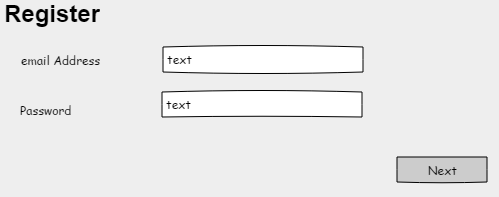 Register
email Address
text
Password
text
Next